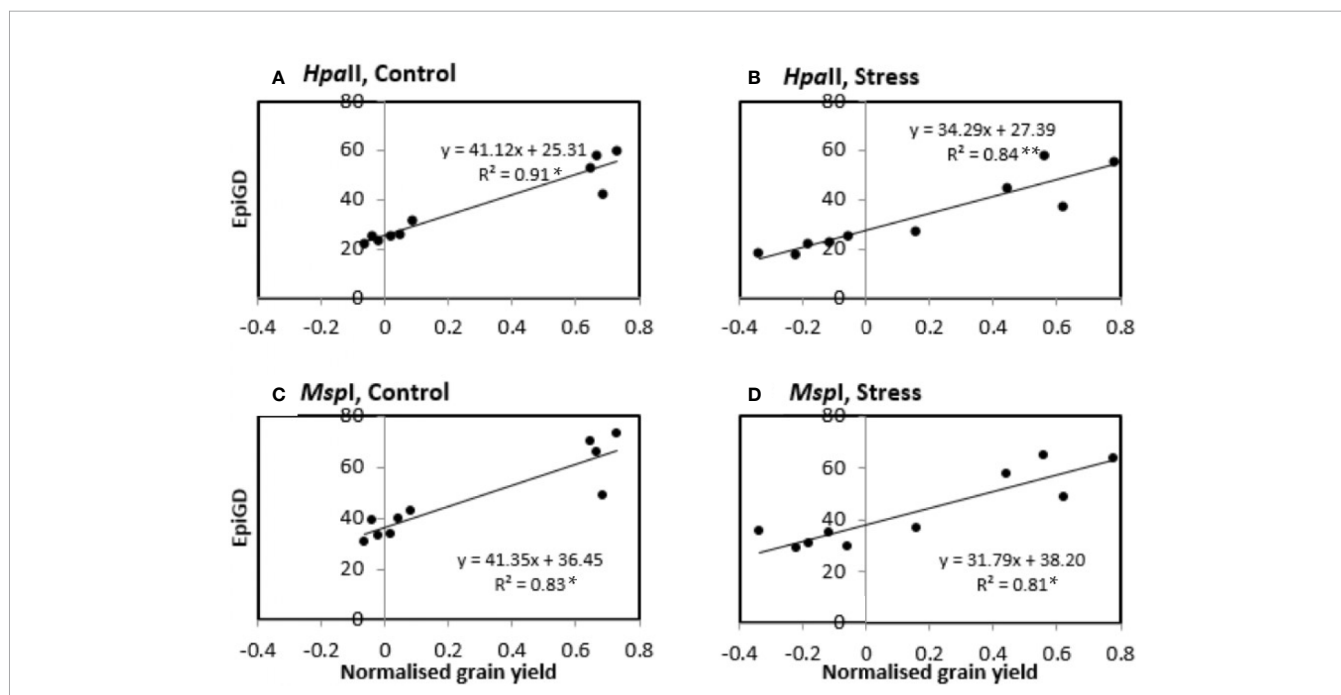 A HpaII, Control
80
60
40
20
0
EpiGD
y = 41.12x + 25.31
R² = 0.91 *
-0.4 -0.2 0 0.2 0.4 0.6 0.8
B HpaII, Stress
80
60
40
20
0
y = 34.29x + 27.39
R² = 0.84 **
-0.4 -0.2 0 0.2 0.4 0.6 0.8
C MspI, Control
80
60
40
20
0
EpiGD
y = 41.35x + 36.45
R² = 0.83 *
-0.4 -0.2 0 0.2 0.4 0.6 0.8
Normalised grain yield
D MspI, Stress
80
60
40
20
0
y = 31.79x + 38.20
R² = 0.81 *
-0.4 -0.2 0 0.2 0.4 0.6 0.8
Normalised grain yield